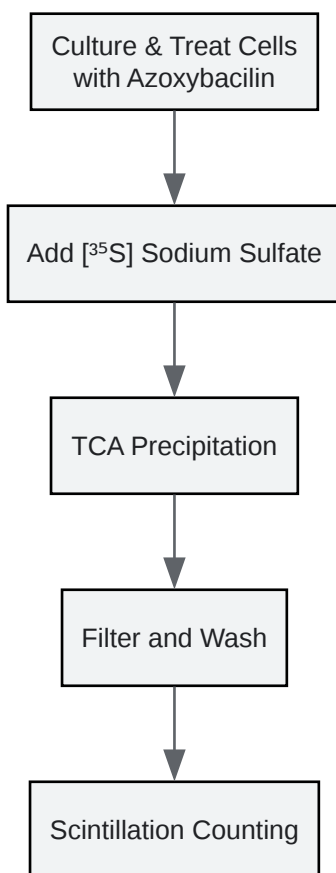 Culture & Treat Cells
with Azoxybacilin
Add [³⁵S] Sodium Sulfate
TCA Precipitation
Filter and Wash
Scintillation Counting